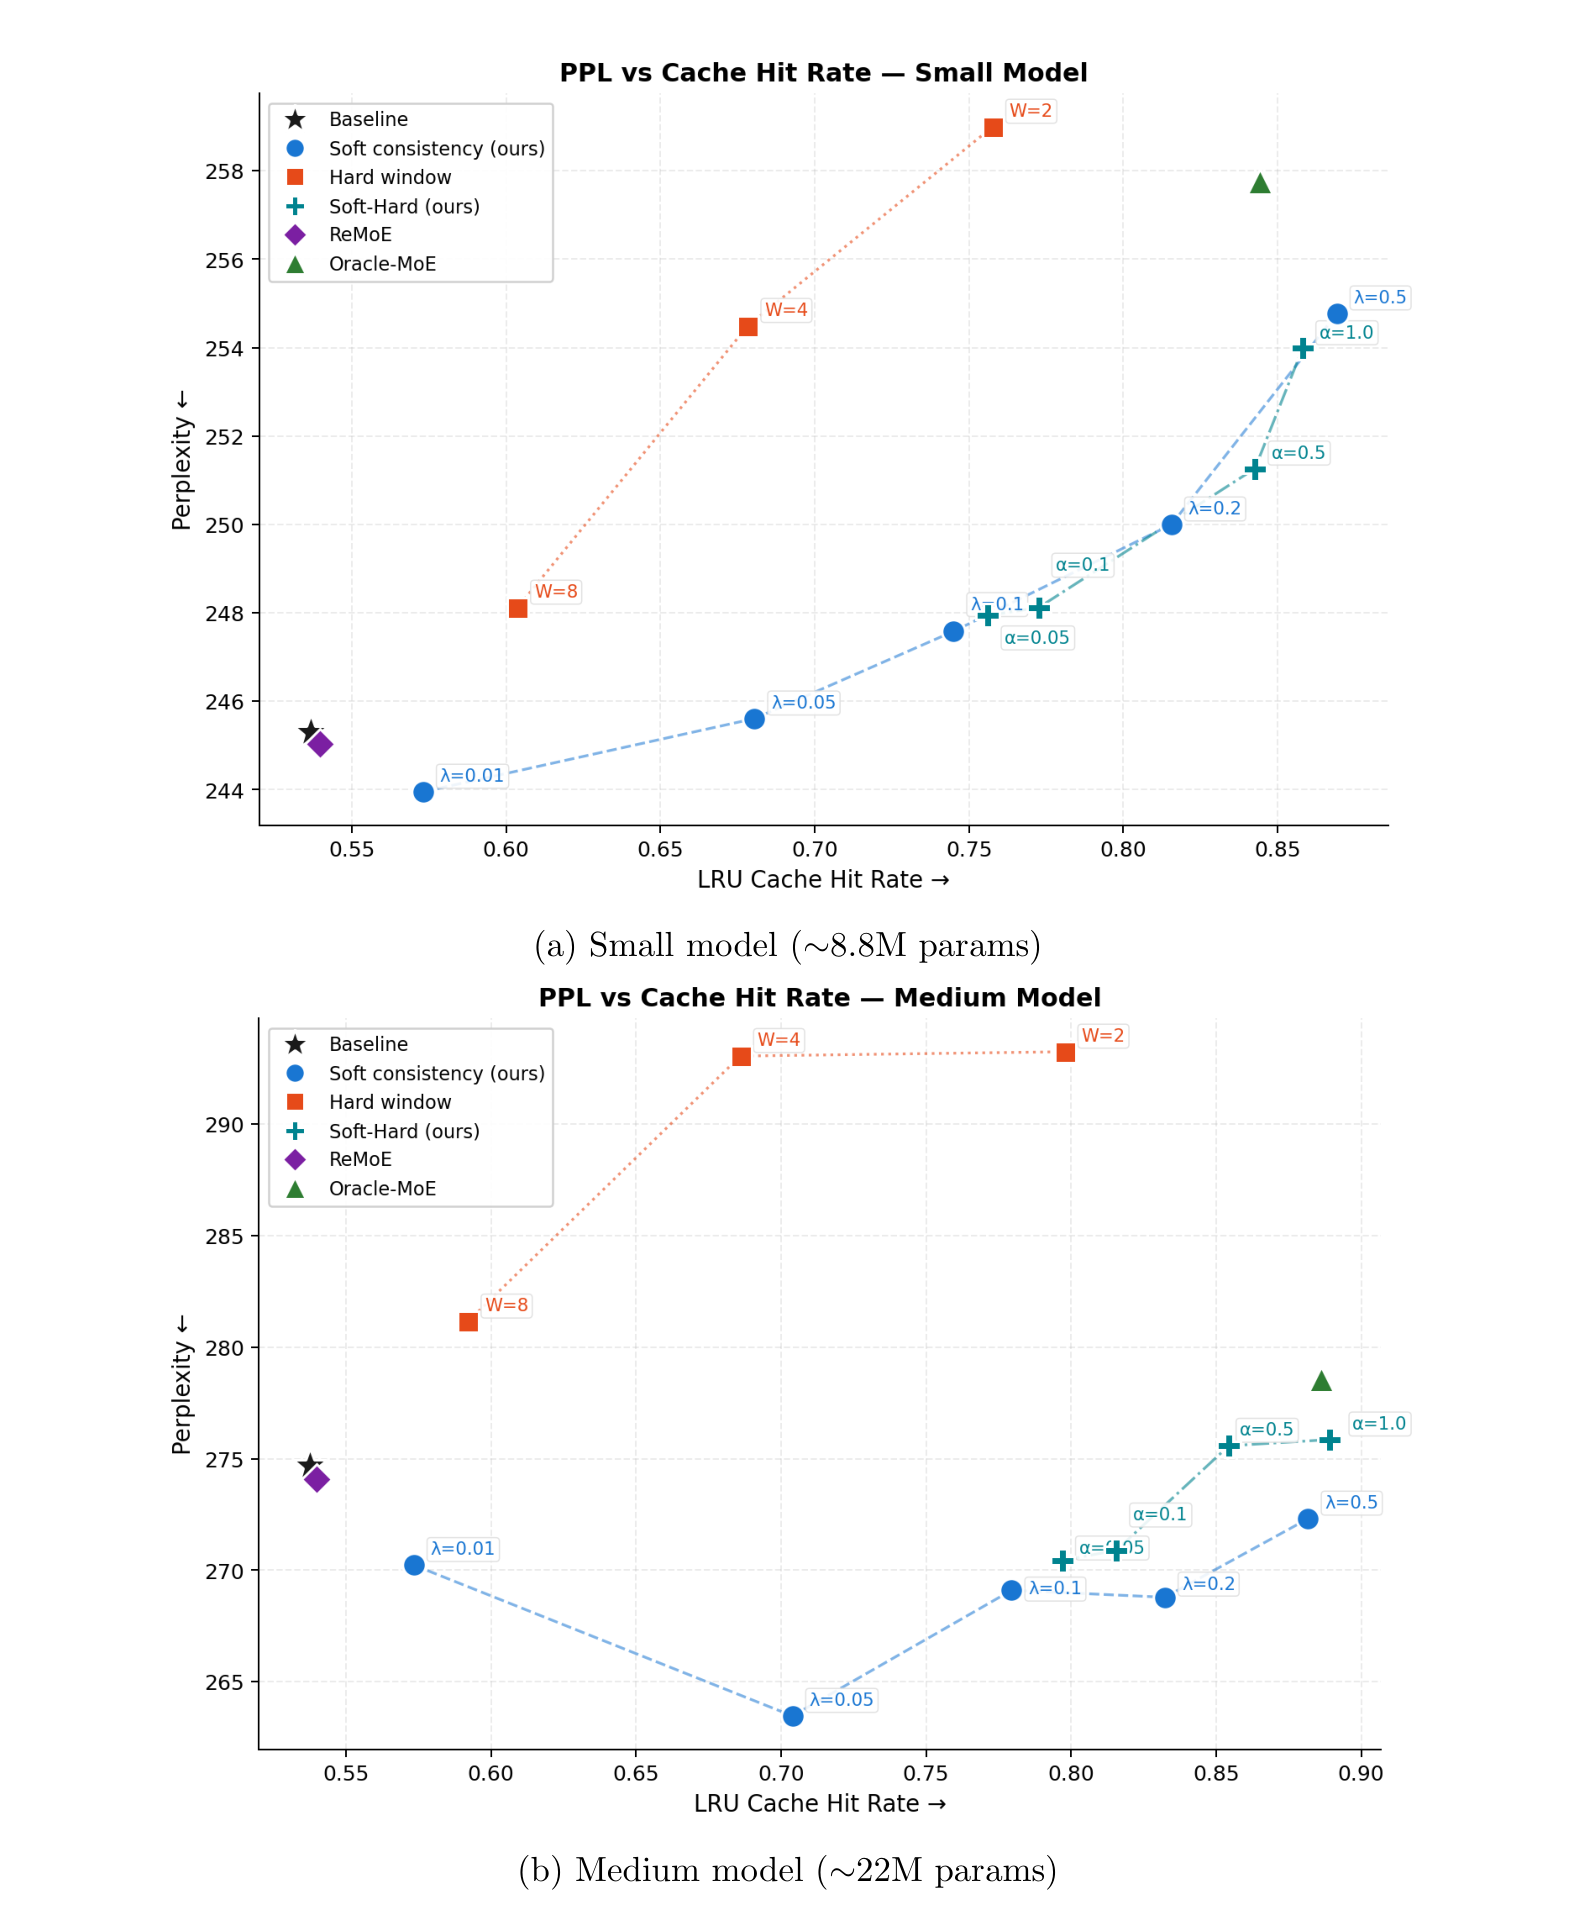 PPL vs Cache Hit Rate — Small Model
Baseline
Soft consistency (ours)
Hard window
Soft-Hard (ours)
ReMoE
Oracle-MoE
W=2
W=4
W=8
λ=0.5
α=1.0
α=0.5
λ=0.2
α=0.1
λ=0.1
α=0.05
λ=0.05
λ=0.01
258
256
254
252
250
248
246
244
Perplexity ←
0.55 0.60 0.65 0.70 0.75 0.80 0.85
LRU Cache Hit Rate →
(a) Small model (~8.8M params)
PPL vs Cache Hit Rate — Medium Model
Baseline
Soft consistency (ours)
Hard window
Soft-Hard (ours)
ReMoE
Oracle-MoE
W=4
W=2
W=8
α=1.0
α=0.5
λ=0.5
α=0.1
α=0.05
λ=0.01
λ=0.1
λ=0.2
λ=0.05
290
285
280
275
270
265
Perplexity ←
0.55 0.60 0.65 0.70 0.75 0.80 0.85 0.90
LRU Cache Hit Rate →
(b) Medium model (~22M params)